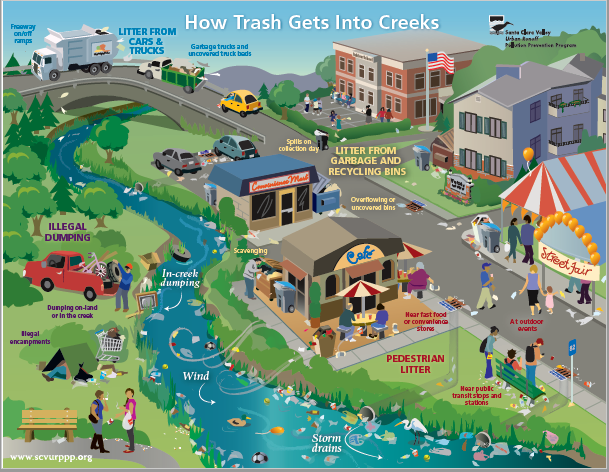 How Trash Gets Into Creeks
Freeway
on/off
ramps
LITTER FROM
CARS &
TRUCKS
Garbage trucks and
uncovered truck beds
Santa Clara Valley
Urban Runoff
Pollution Prevention Program
Spills on
collection day
LITTER FROM
GARBAGE AND
RECYCLING BINS
Convenience Mart
Overflowing or
uncovered bins
ILLEGAL
DUMPING
Scavenging
Café
Street Fair
In-creek
dumping
Dumping on-land
or in the creek
Near fast food
or convenience
stores
At outdoor
events
Illegal
encampments
PEDESTRIAN
LITTER
Wind
Near public
transit stops and
stations
Storm
drains
www.scvurppp.org